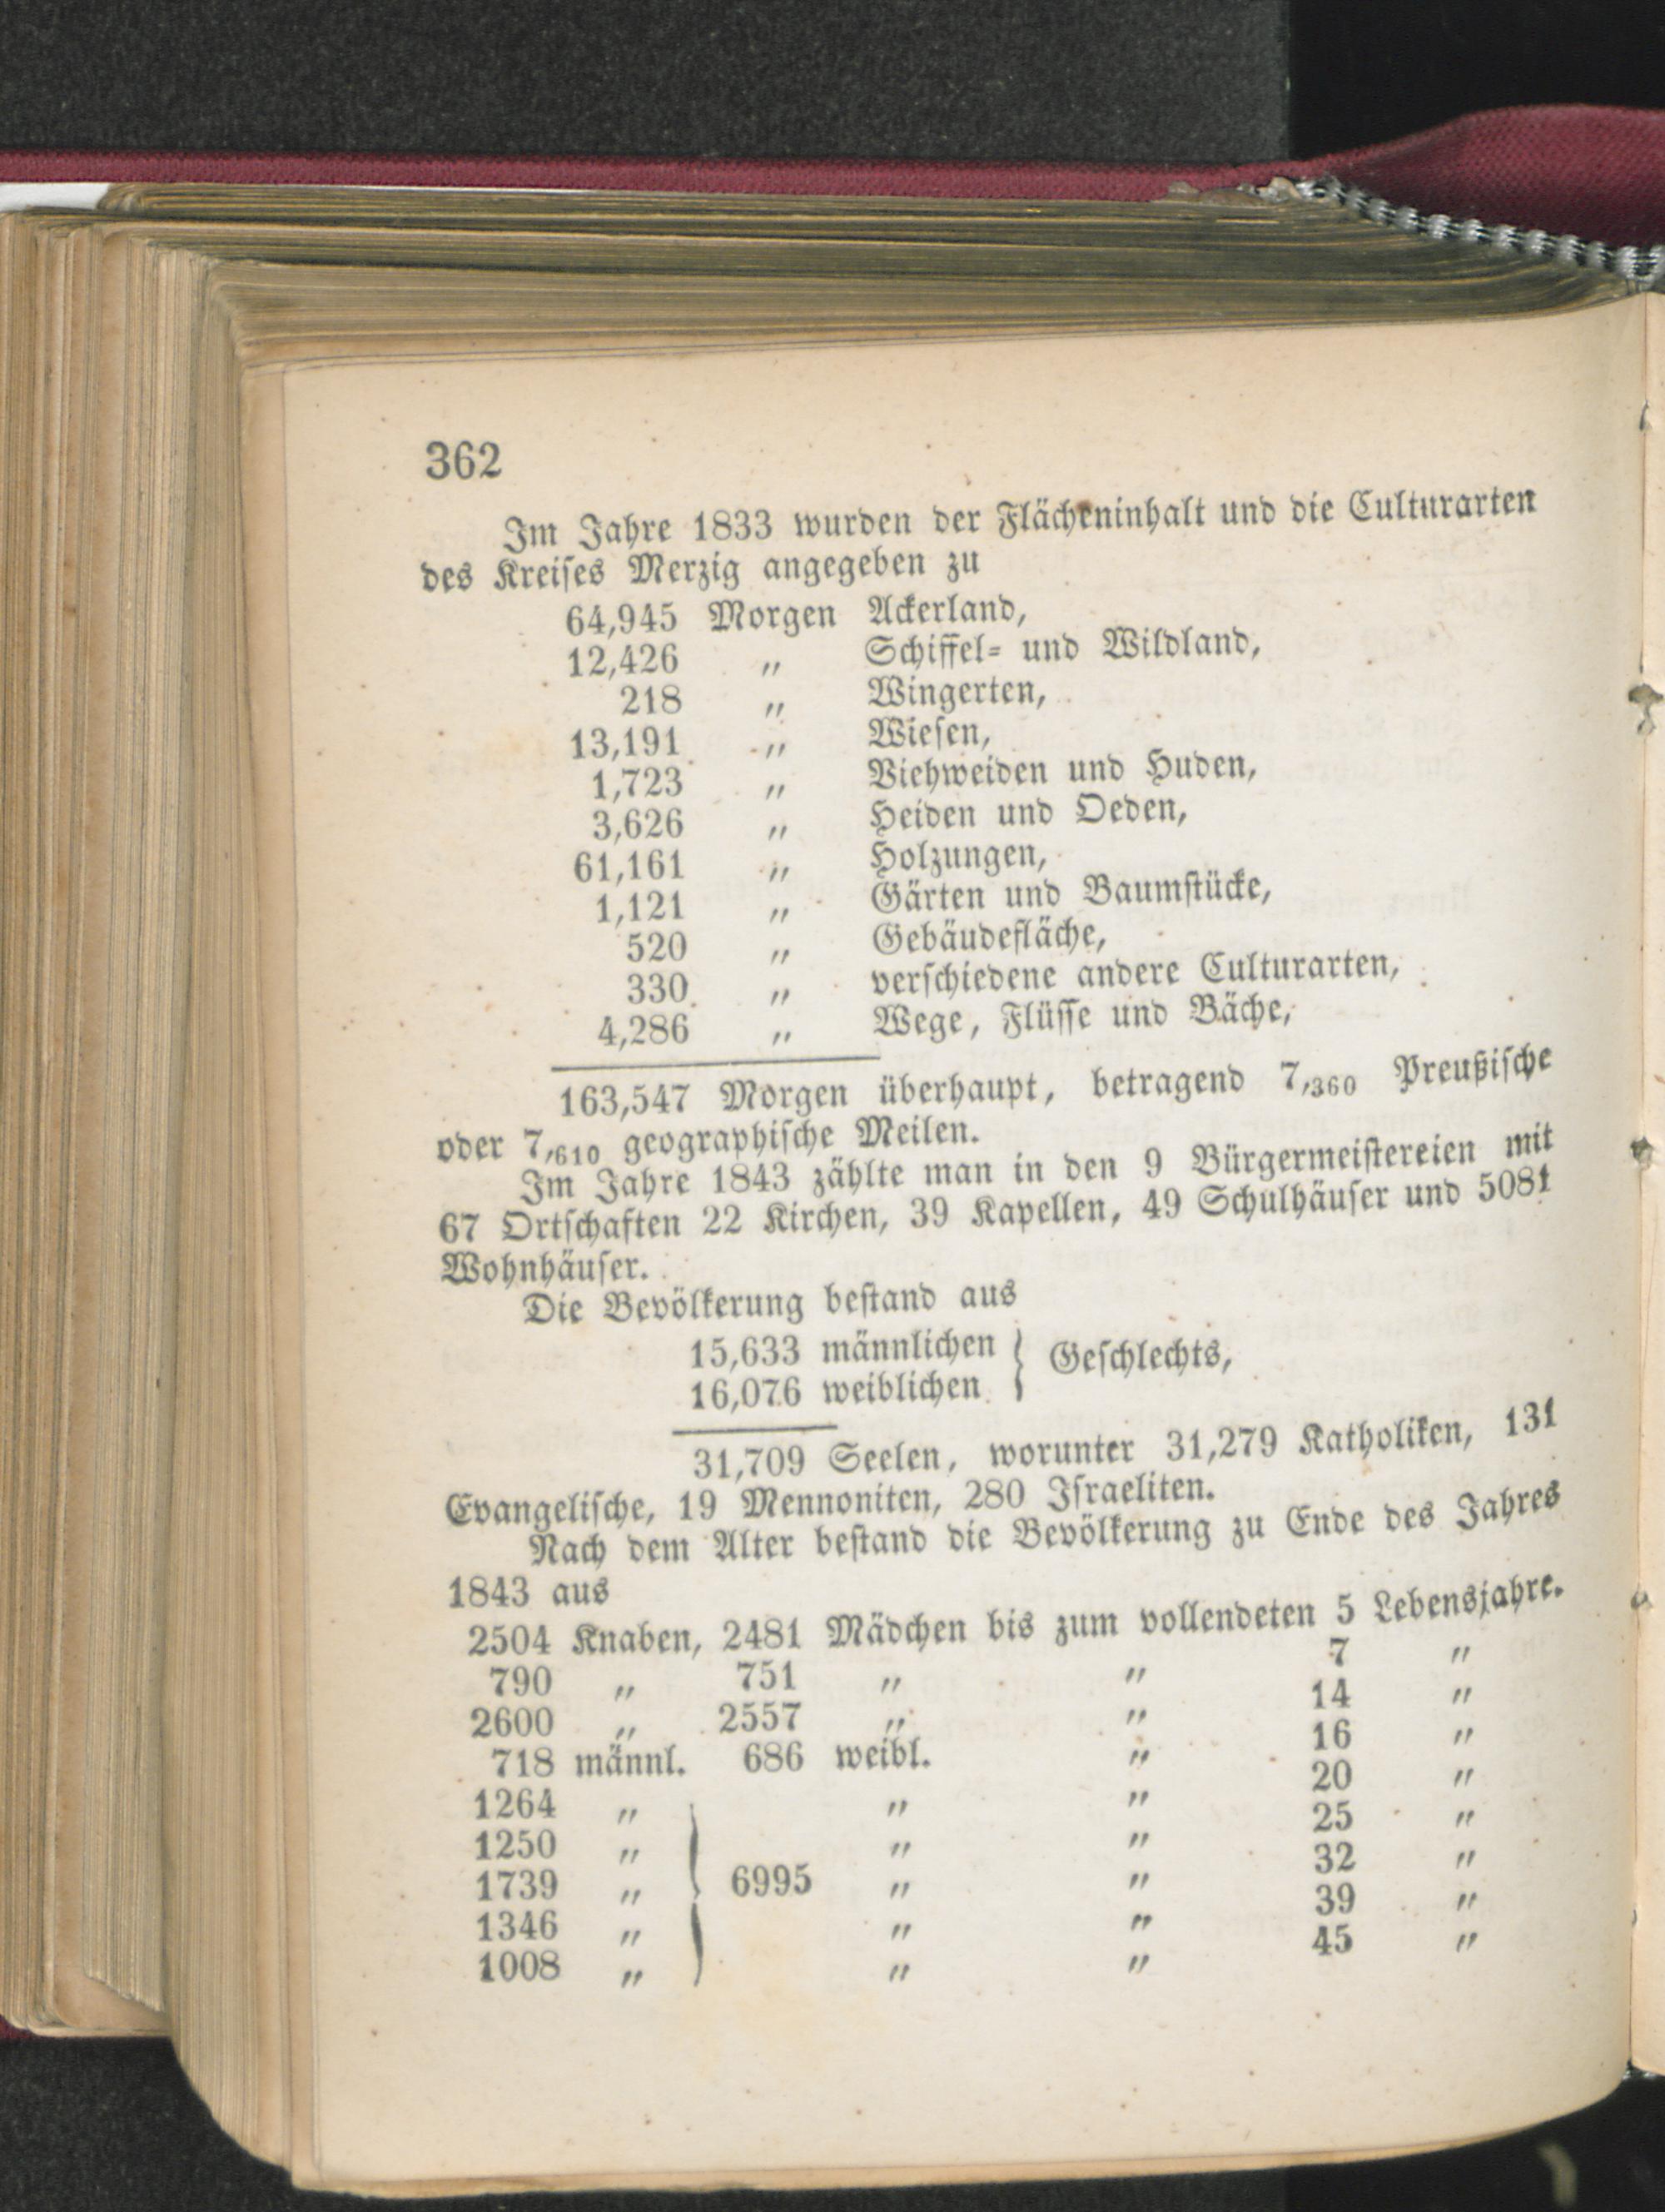 362
Im Jahre 1833 wurden der Flächeninhalt und die Culturarten
des Kreises Merzig angegeben zu
64,945 Morgen Ackerland,
12,426 „ Schiffel- und Wildland,
218 „ Wingerten,
13,191 „ Wiesen,
1,723 „ Viehweiden und Huden,
3,626 „ Heiden und Oeden,
61,161 „ Holzungen,
1,121 „ Gärten und Baumstücke,
520 „ Gebäudefläche,
330 „ verschiedene andere Culturarten,
4,286 „ Wege, Flüsse und Bäche,
163,547 Morgen überhaupt, betragend 7,360 Preußische
oder 7,610 geographische Meilen.
Im Jahre 1843 zählte man in den 9 Bürgermeistereien mit
67 Ortschaften 22 Kirchen, 39 Kapellen, 49 Schulhäuser und 5081
Wohnhäuser.
Die Bevölkerung bestand aus
15,633 männlichen } Geschlechts,
16,076 weiblichen
31,709 Seelen, worunter 31,279 Katholiken, 131
Evangelische, 19 Mennoniten, 280 Israeliten.
Nach dem Alter bestand die Bevölkerung zu Ende des Jahres
1843 aus
2504 Knaben, 2481 Mädchen bis zum vollendeten 5 Lebensjahre.
790 „ 751 „ „ 7 „
2600 „ 2557 „ „ 14 „
718 männl. 686 weibl. „ 16 „
1264 „ „ „ 20 „
1250 „ „ „ 25 „
1739 „ } 6995 „ „ 32 „
1346 „ „ „ 39 „
1008 „ „ „ 45 „